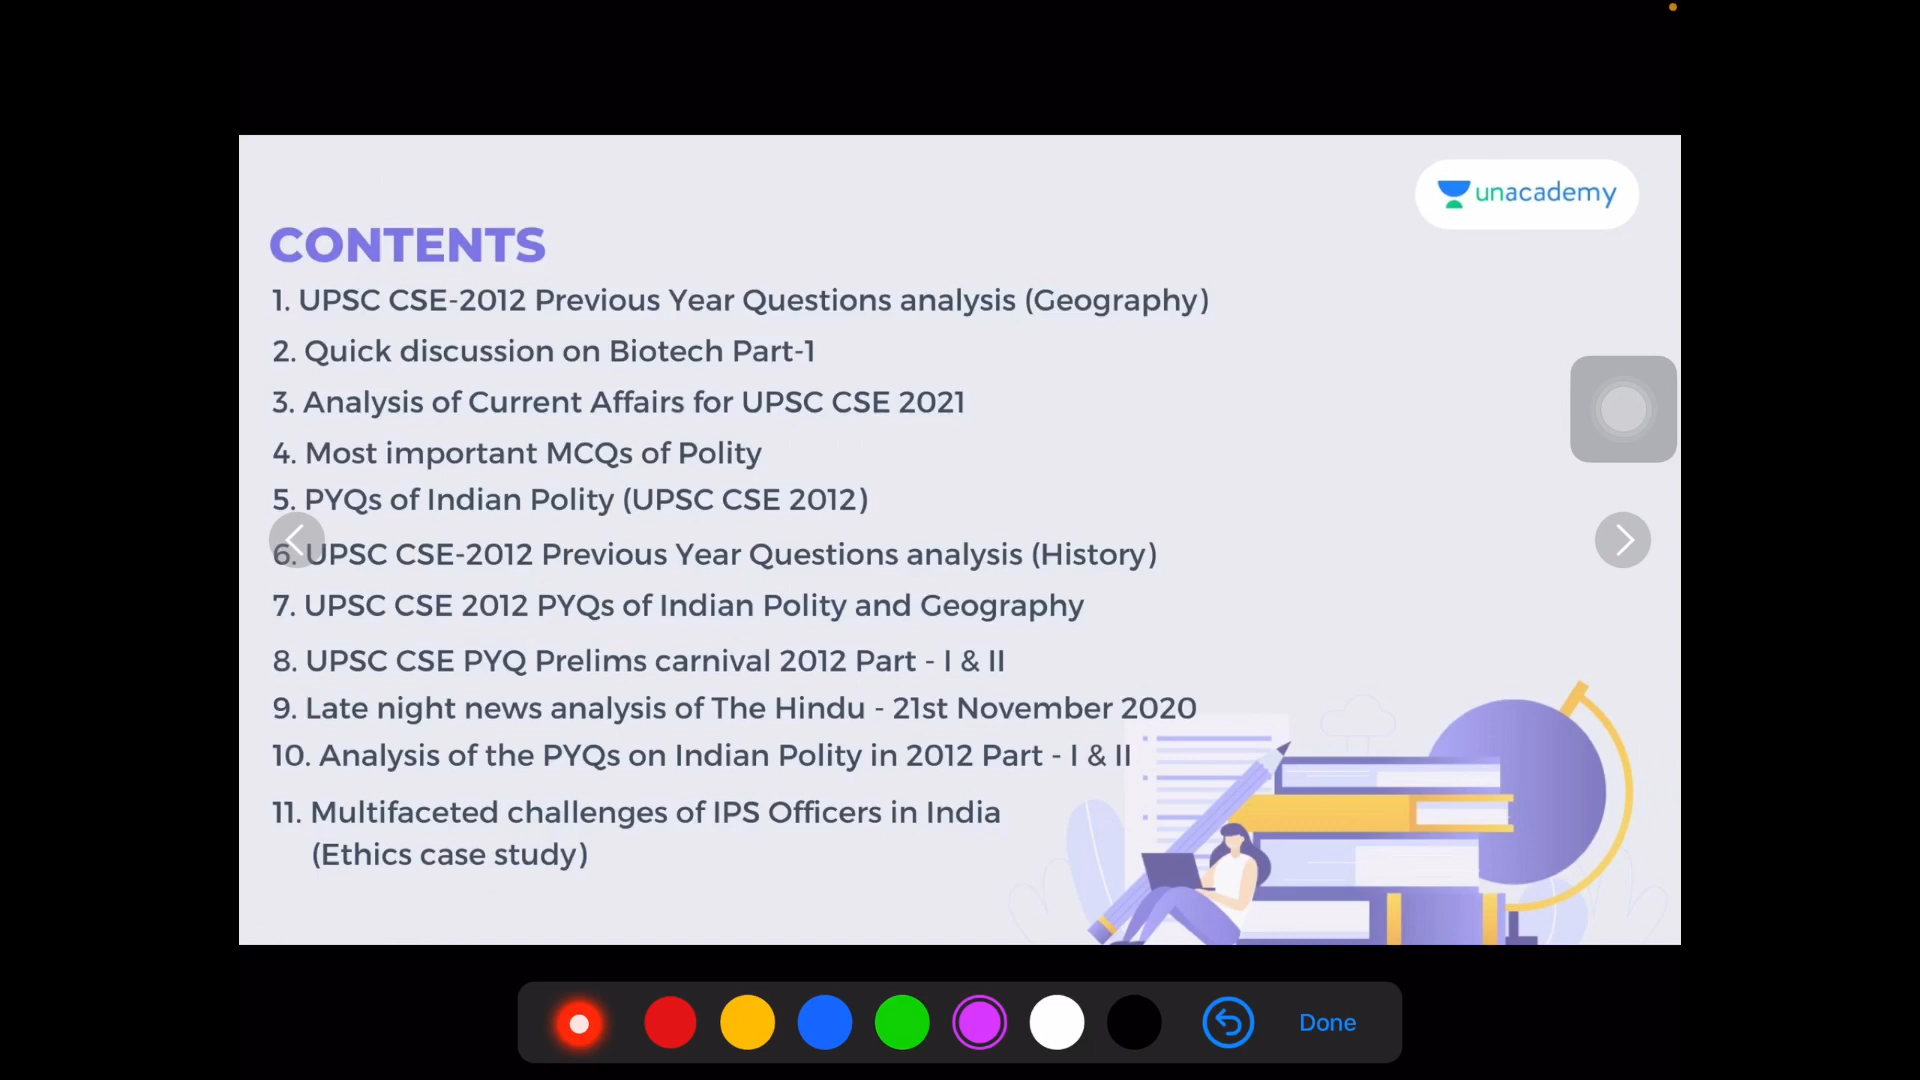 unacademy
CONTENTS
1. UPSC CSE-2012 Previous Year Questions analysis (Geography)
2. Quick discussion on Biotech Part-1
3. Analysis of Current Affairs for UPSC CSE 2021
4. Most important MCQs of Polity
5. PYQs of Indian Polity (UPSC CSE 2012)
6. UPSC CSE-2012 Previous Year Questions analysis (History)
7. UPSC CSE 2012 PYQs of Indian Polity and Geography
8. UPSC CSE PYQ Prelims carnival 2012 Part - I & II
9. Late night news analysis of The Hindu - 21st November 2020
10. Analysis of the PYQs on Indian Polity in 2012 Part - I & II
11. Multifaceted challenges of IPS Officers in India
(Ethics case study)
Done